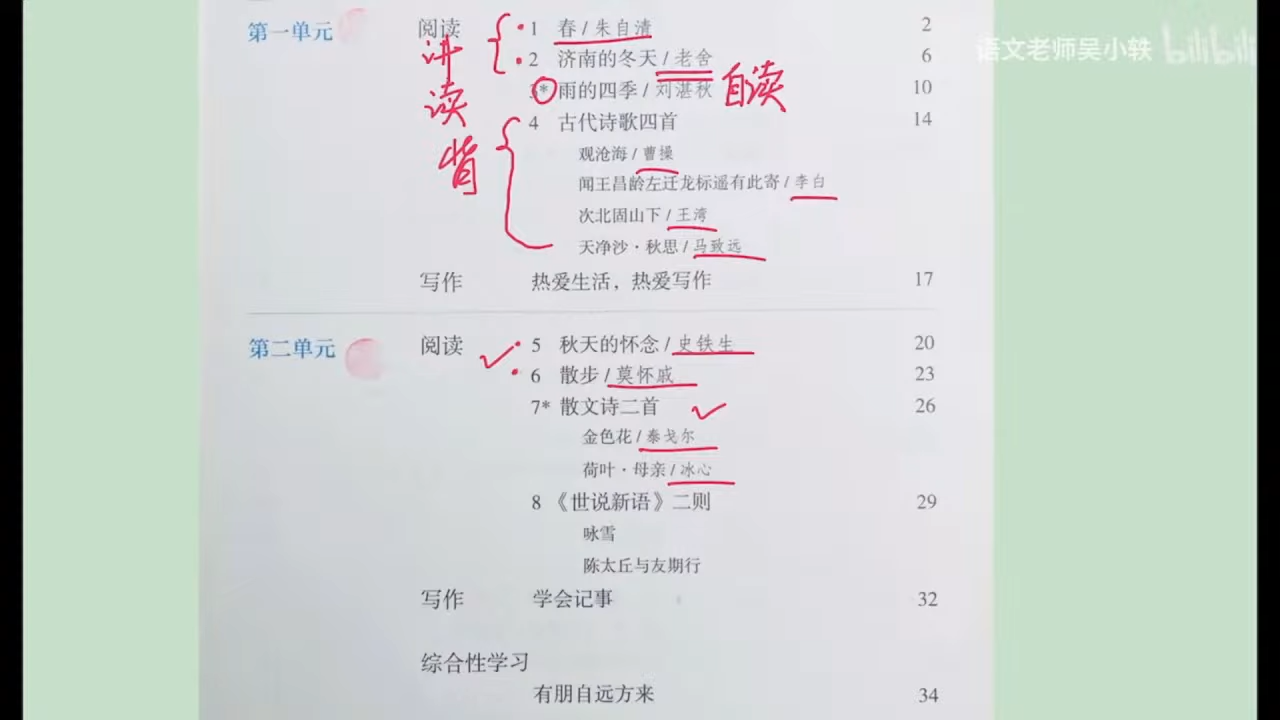 第一单元 阅读 1 春 / 朱自清 2
语文老师吴小轶 bilibili
2 济南的冬天 / 老舍 6
3* 雨的四季 / 刘湛秋 10
自读
讲读
背
4 古代诗歌四首 14
观沧海 / 曹操
闻王昌龄左迁龙标遥有此寄 / 李白
次北固山下 / 王湾
天净沙·秋思 / 马致远
写作 热爱生活，热爱写作 17
第二单元 阅读 5 秋天的怀念 / 史铁生 20
6 散步 / 莫怀戚 23
7* 散文诗二首 26
金色花 / 泰戈尔
荷叶·母亲 / 冰心
8 《世说新语》二则 29
咏雪
陈太丘与友期行
写作 学会记事 32
综合性学习
有朋自远方来 34